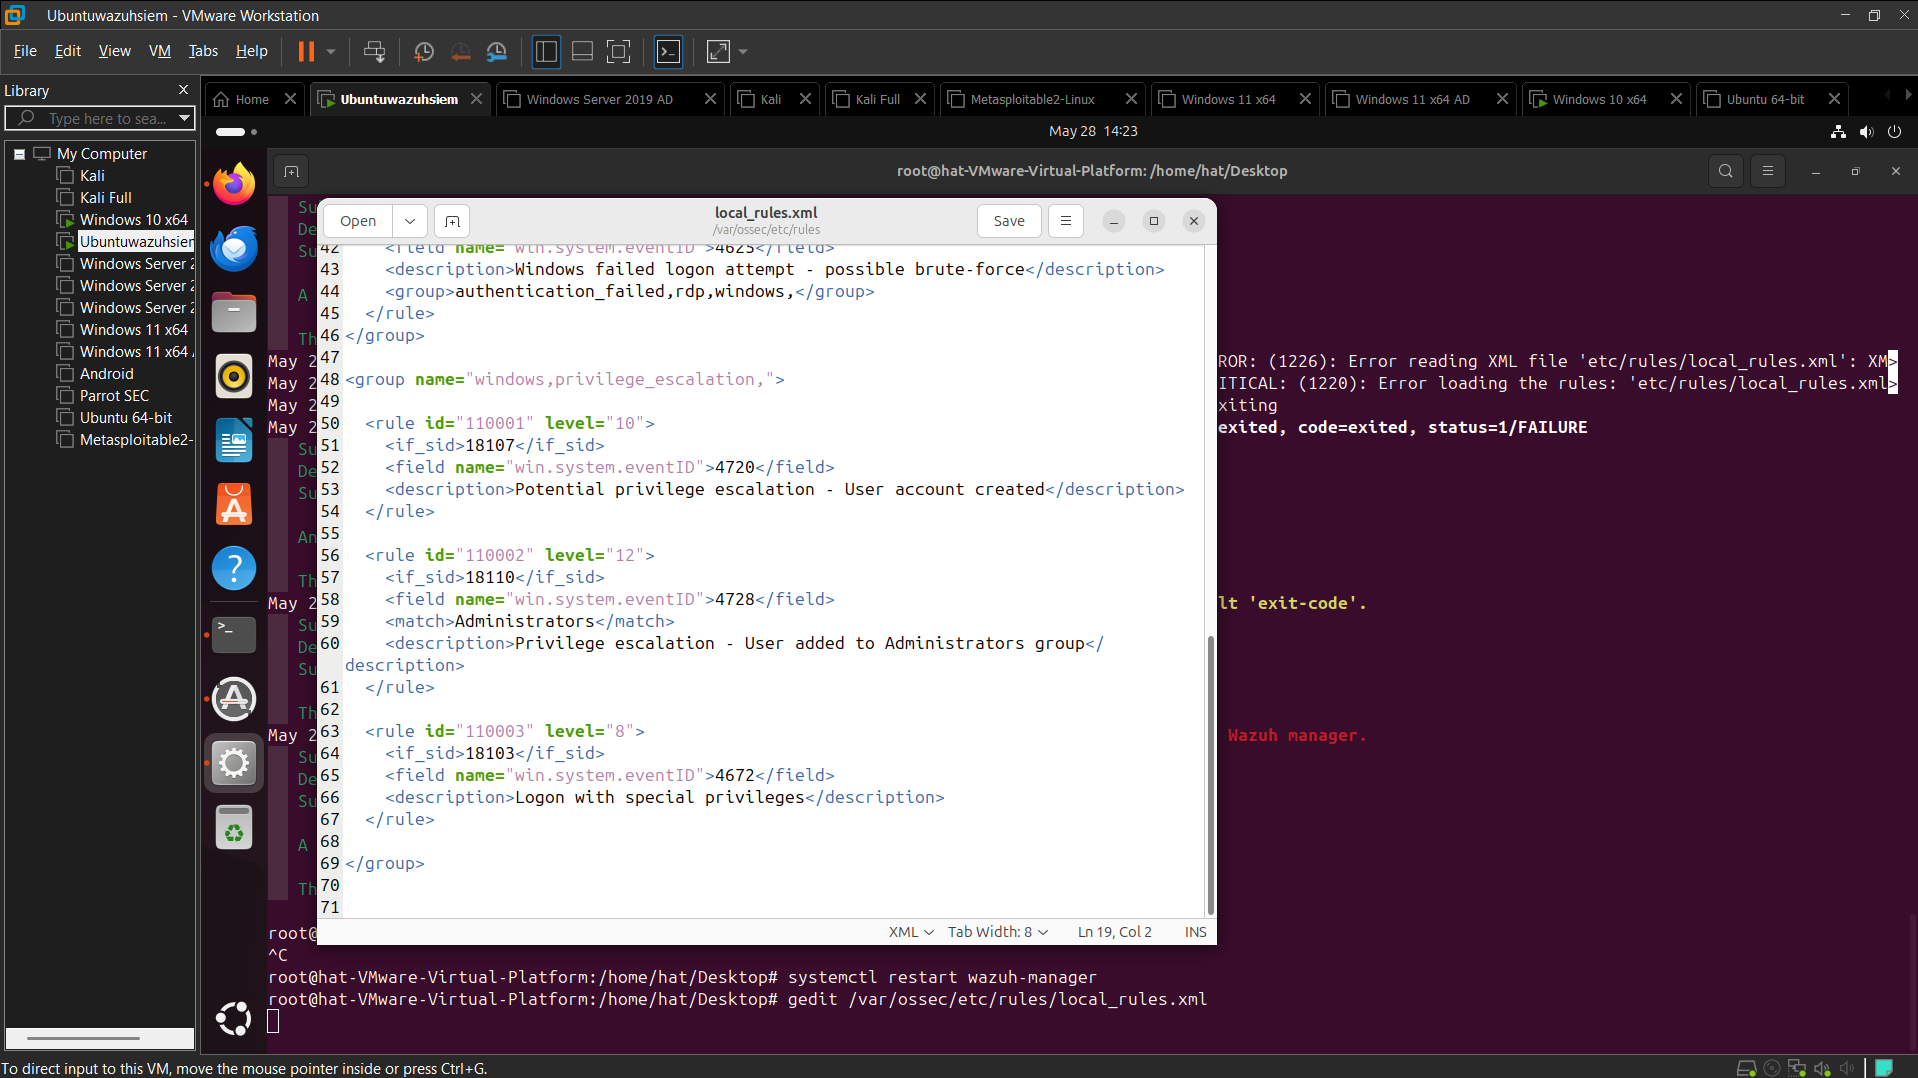 Ubuntuwazuhsiem - VMware Workstation
File Edit View VM Tabs Help
Library
Type here to sea...
Home
Ubuntuwazuhsiem
Windows Server 2019 AD
Kali
Kali Full
Metasploitable2-Linux
Windows 11 x64
Windows 11 x64 AD
Windows 10 x64
Ubuntu 64-bit
My Computer
Kali
Kali Full
Windows 10 x64
Ubuntuwazuhsien
Windows Server 2
Windows Server 2
Windows Server 2
Windows 11 x64
Windows 11 x64
Android
Parrot SEC
Ubuntu 64-bit
Metasploitable2-
May 28 14:23
root@hat-VMware-Virtual-Platform: /home/hat/Desktop
Open
local_rules.xml
/var/ossec/etc/rules
Save
42     <field name="win.system.eventID">4625</field>
43     <description>Windows failed logon attempt - possible brute-force</description>
44     <group>authentication_failed,rdp,windows,</group>
45   </rule>
46 </group>
47
48 <group name="windows,privilege_escalation,">
49
50   <rule id="110001" level="10">
51     <if_sid>18107</if_sid>
52     <field name="win.system.eventID">4720</field>
53     <description>Potential privilege escalation - User account created</description>
54   </rule>
55
56   <rule id="110002" level="12">
57     <if_sid>18110</if_sid>
58     <field name="win.system.eventID">4728</field>
59     <match>Administrators</match>
60     <description>Privilege escalation - User added to Administrators group</
description>
61   </rule>
62
63   <rule id="110003" level="8">
64     <if_sid>18103</if_sid>
65     <field name="win.system.eventID">4672</field>
66     <description>Logon with special privileges</description>
67   </rule>
68
69 </group>
70
71
XML Tab Width: 8 Ln 19, Col 2 INS
Su
De
Su
A
Th
May 2 ROR: (1226): Error reading XML file 'etc/rules/local_rules.xml': XM>
May 2 ITICAL: (1220): Error loading the rules: 'etc/rules/local_rules.xml>
May 2 xiting
May 2 exited, code=exited, status=1/FAILURE
Su
De
Su
An
Th
May 2 lt 'exit-code'.
Su
De
Su
Th
May 2 Wazuh manager.
Su
De
Su
A
Th
root@
^C
root@hat-VMware-Virtual-Platform:/home/hat/Desktop# systemctl restart wazuh-manager
root@hat-VMware-Virtual-Platform:/home/hat/Desktop# gedit /var/ossec/etc/rules/local_rules.xml
To direct input to this VM, move the mouse pointer inside or press Ctrl+G.